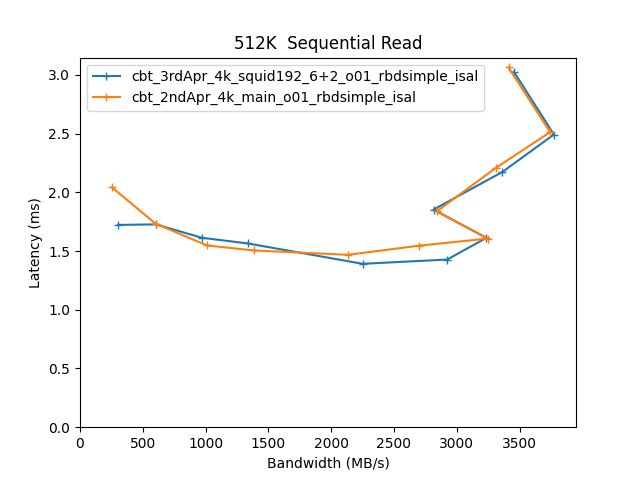 512K  Sequential Read
cbt_3rdApr_4k_squid192_6+2_o01_rbdsimple_isal
cbt_2ndApr_4k_main_o01_rbdsimple_isal
Latency (ms)
3.0
2.5
2.0
1.5
1.0
0.5
0.0
0 500 1000 1500 2000 2500 3000 3500
Bandwidth (MB/s)